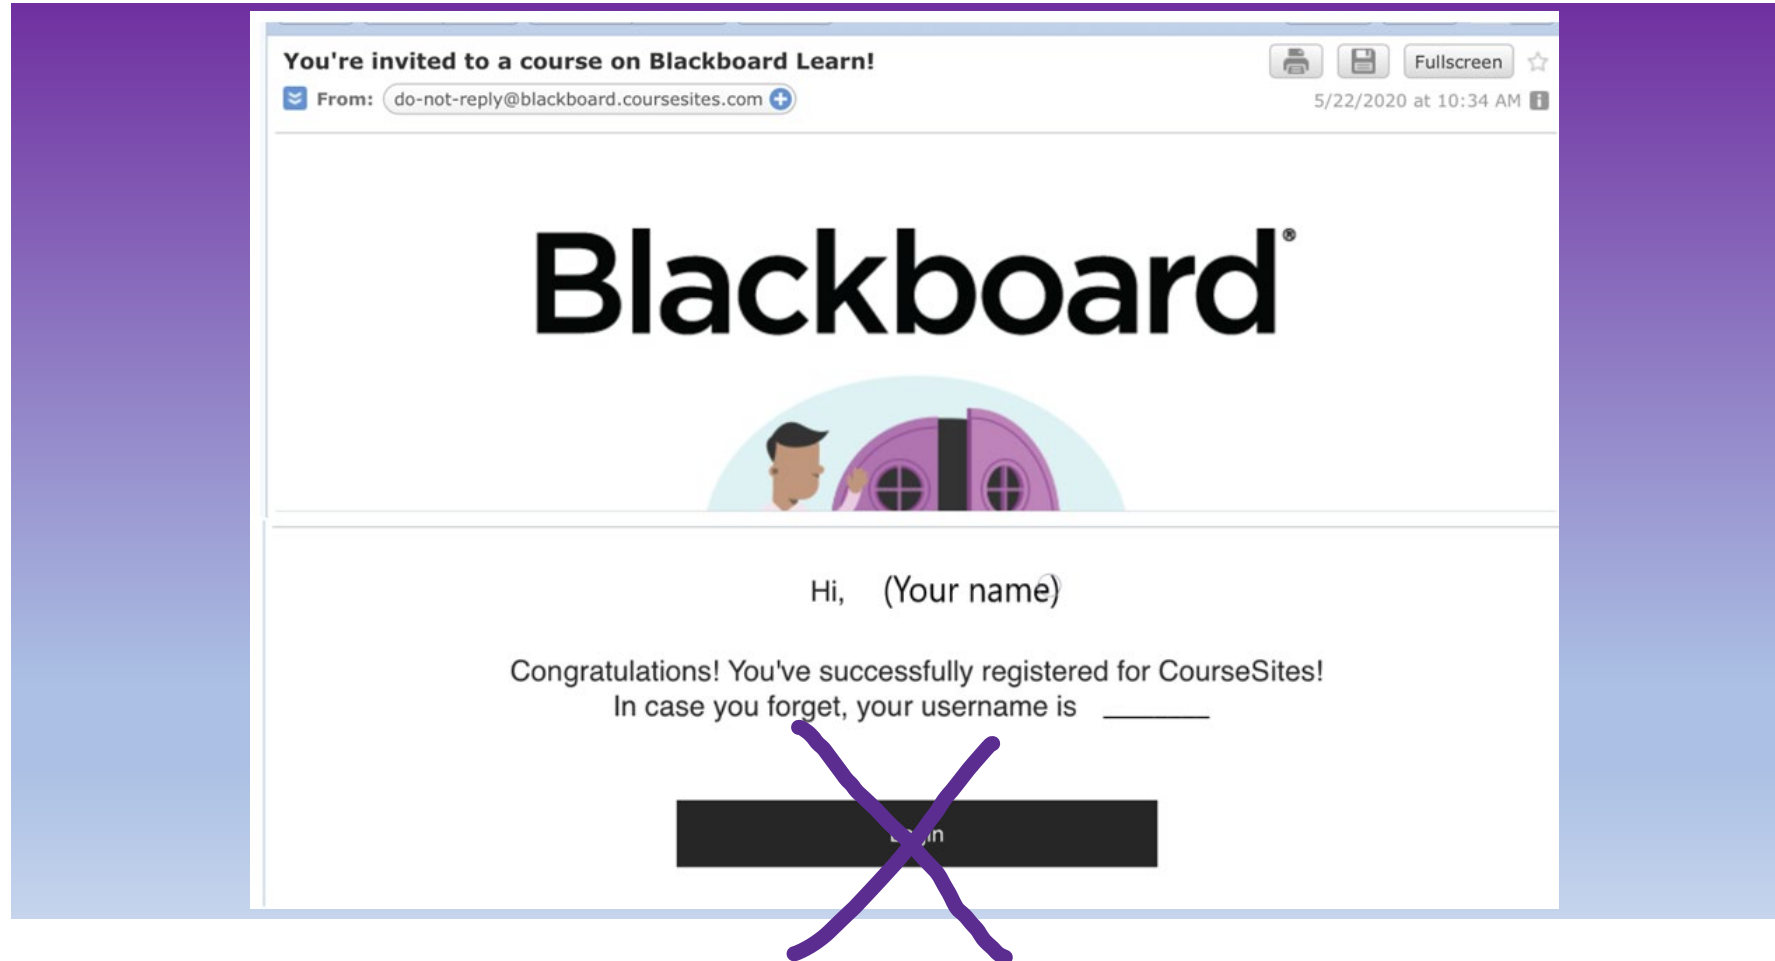 You're invited to a course on Blackboard Learn!
Fullscreen
From: do-not-reply@blackboard.coursesites.com
5/22/2020 at 10:34 AM
Blackboard®
Hi, (Your name)
Congratulations! You've successfully registered for CourseSites!
In case you forget, your username is _______